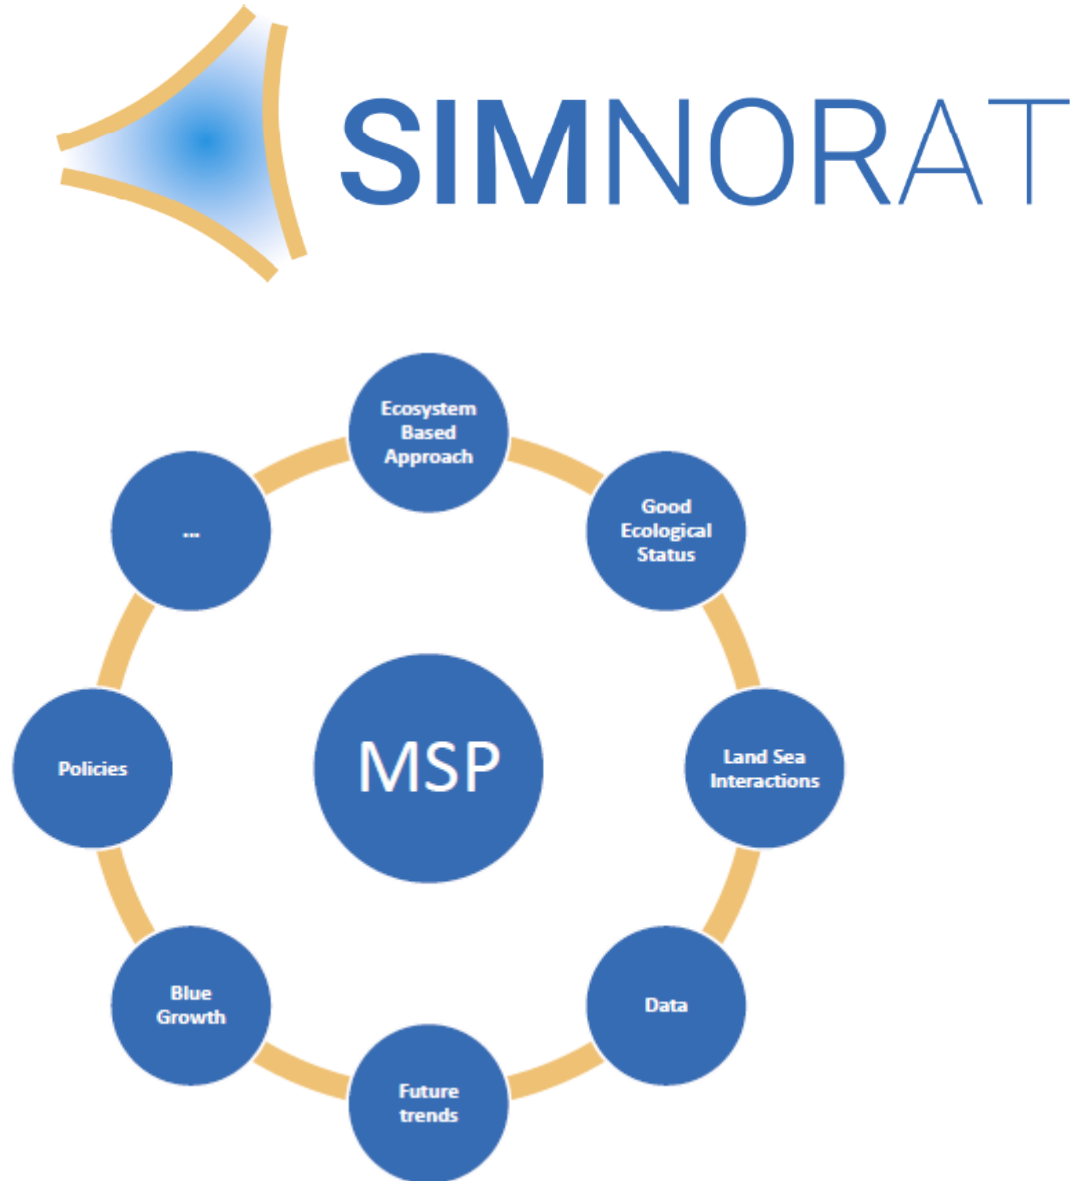 SIMNORAT
Ecosystem
Based
Approach
Good
Ecological
Status
...
MSP
Policies
Land Sea
Interactions
Blue
Growth
Data
Future
trends